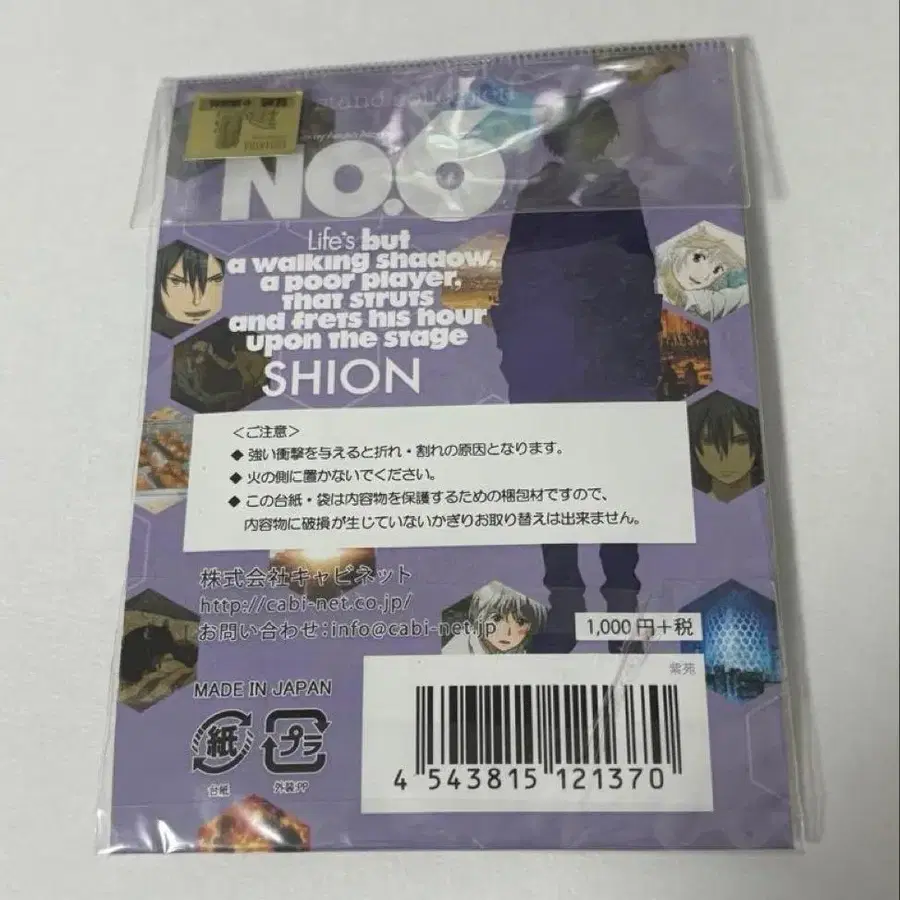 stand collection
NO.6
Life's but
a walking shadow,
a poor player,
that struts
and frets his hour
upon the stage
SHION
<ご注意>
◆ 強い衝撃を与えると折れ・割れの原因となります。
◆ 火の側に置かないでください。
◆ この台紙・袋は内容物を保護するための梱包材ですので、
内容物に破損が生じていないかぎりお取り替えは出来ません。
株式会社キャビネット
http://cabi-net.co.jp/
お問い合わせ:info@cabi-net.jp
1,000円+税
紫苑
MADE IN JAPAN
紙
プラ
台紙
外装:PP
4 543815 121370